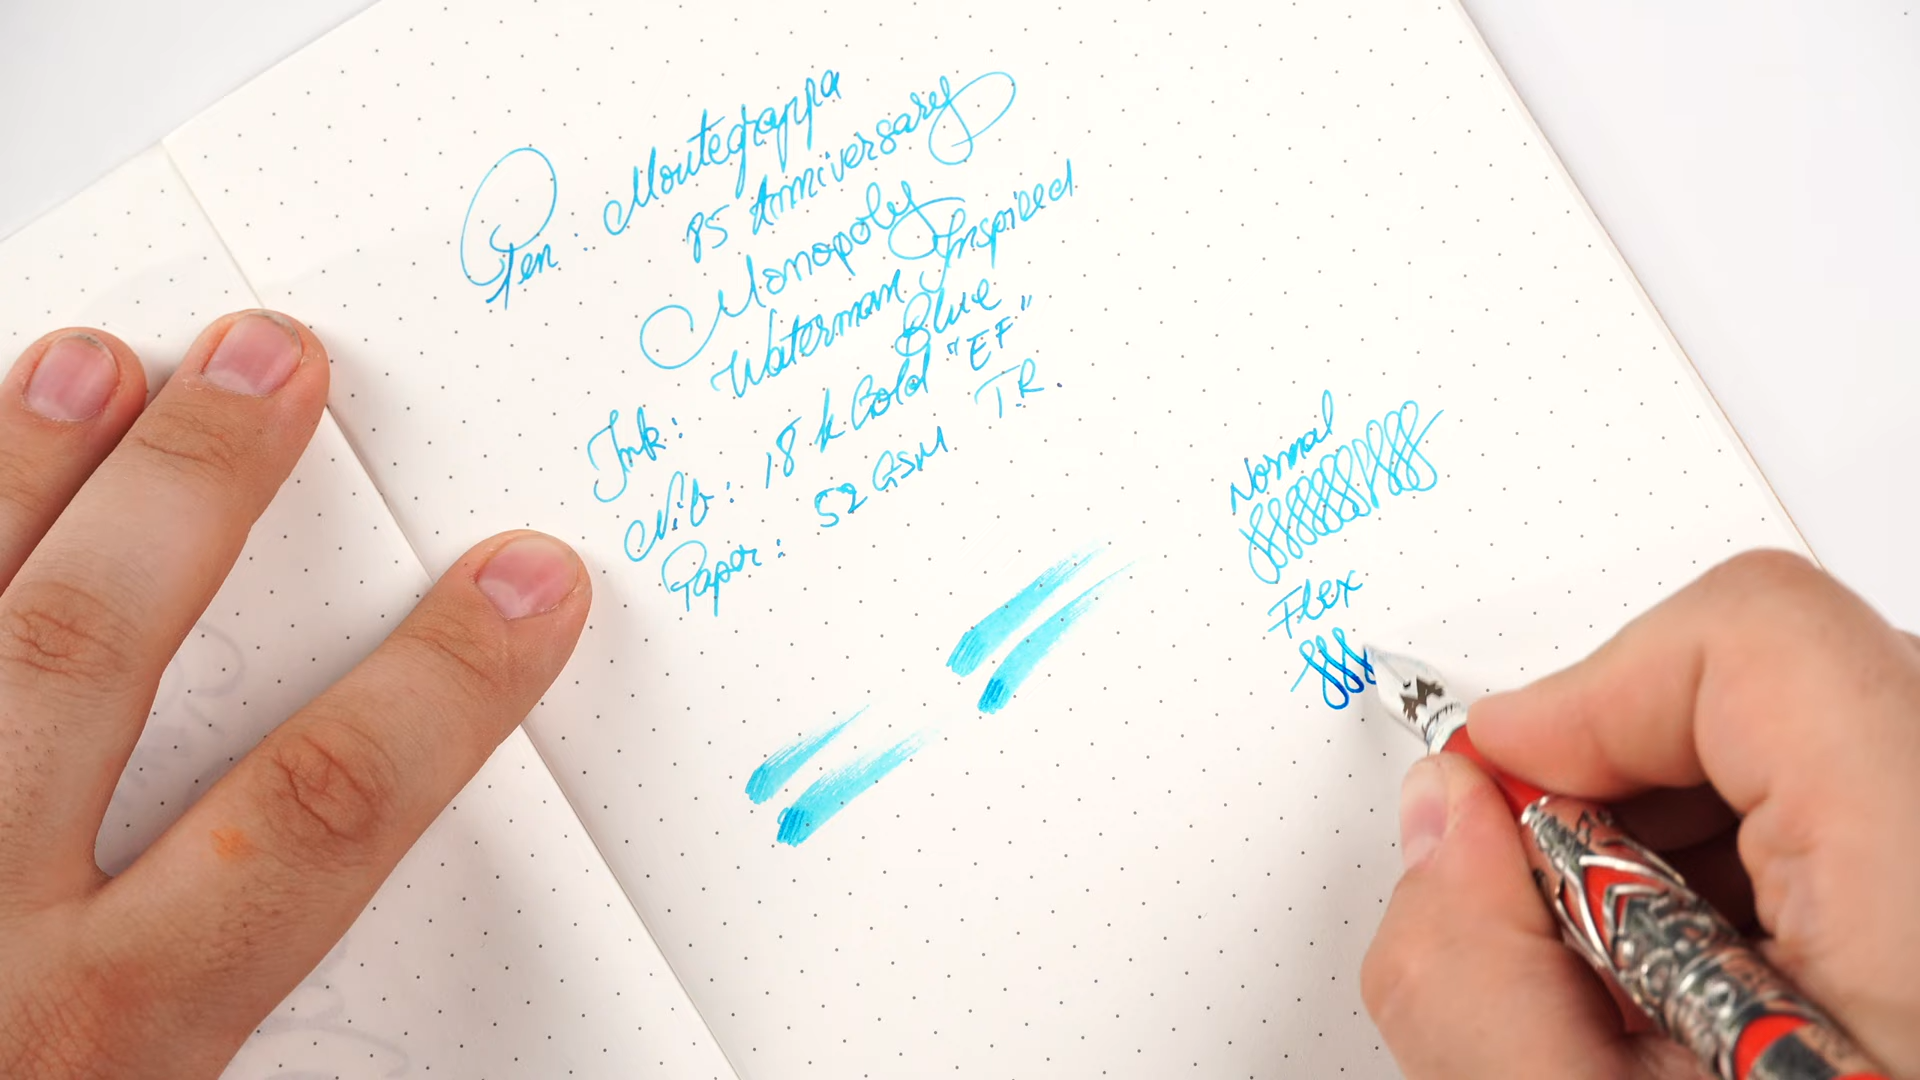 Pen: Montegrappa
85 Anniversary
Monopoly
Ink: Waterman Inspired
Blue
Nib: 18k Gold "EF"
Paper: 52 GSM TR.
Normal
Flex